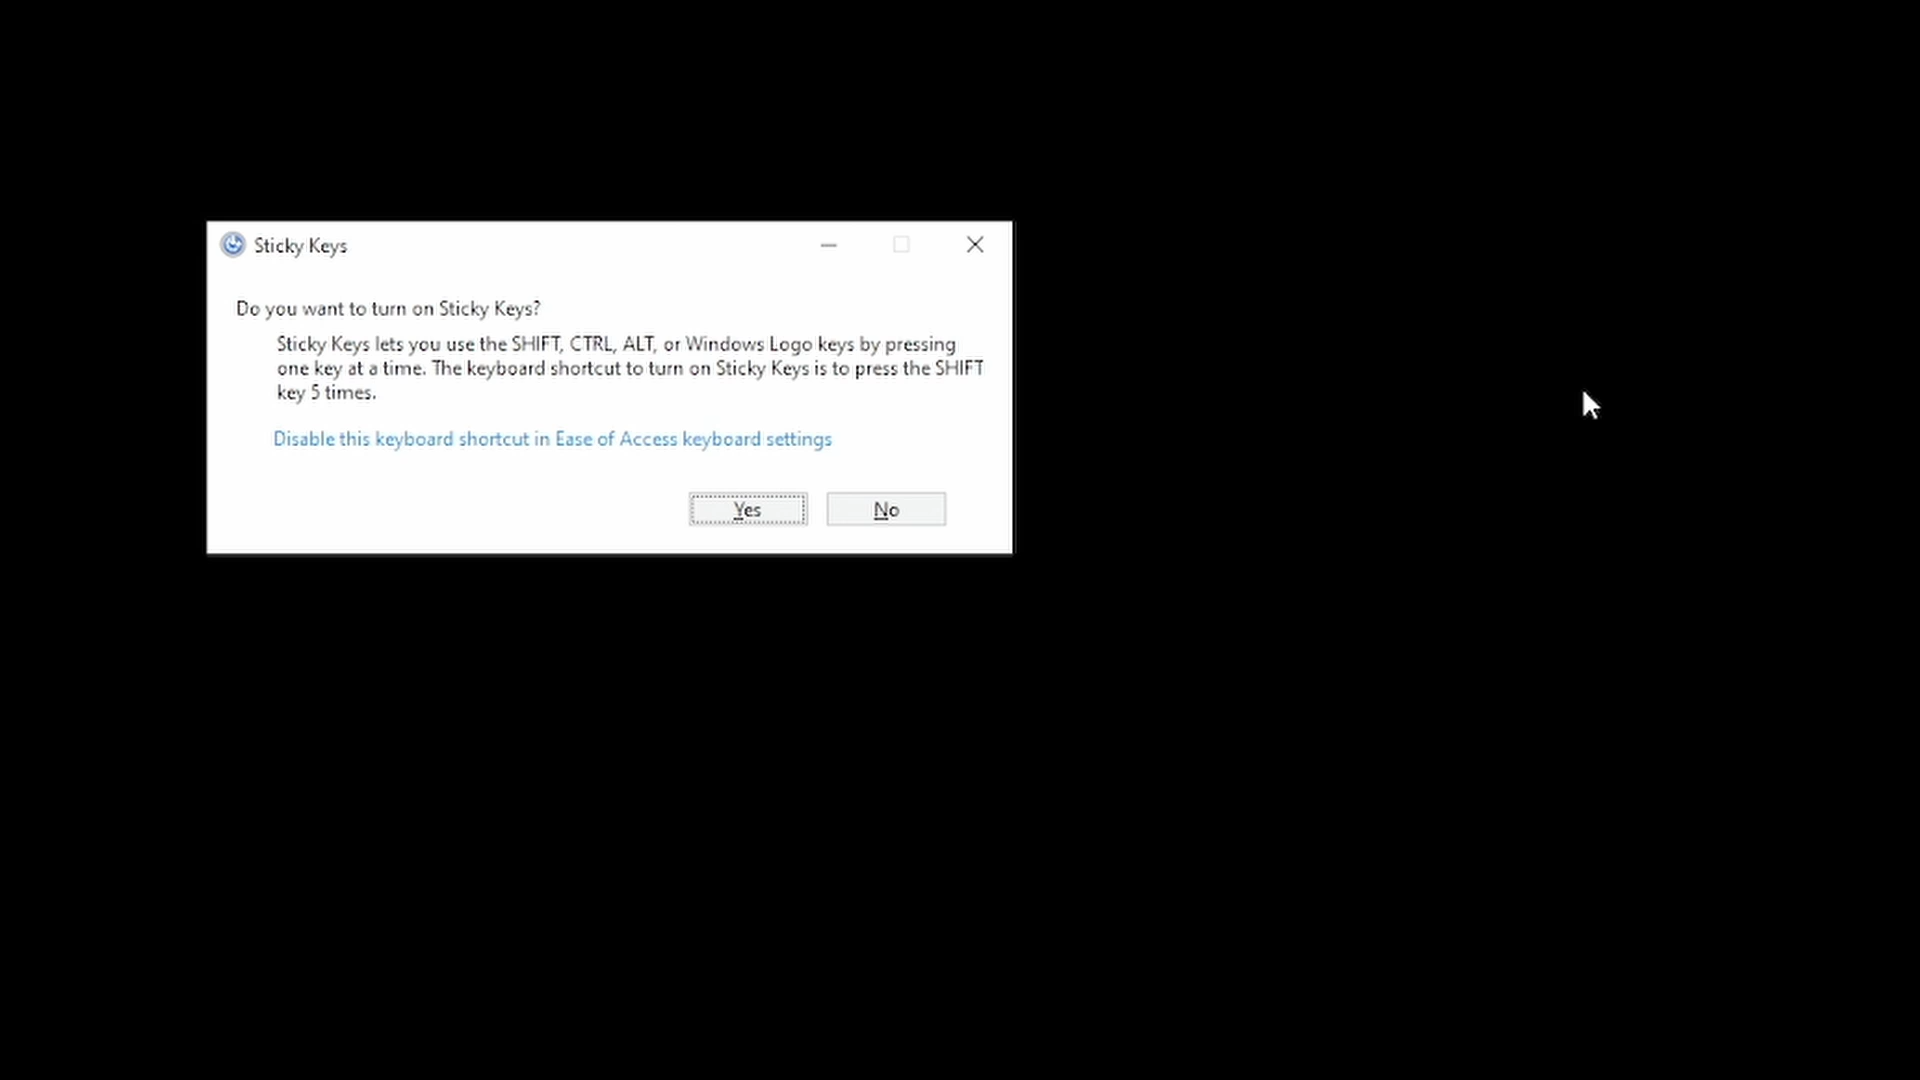 Sticky Keys
Do you want to turn on Sticky Keys?
Sticky Keys lets you use the SHIFT, CTRL, ALT, or Windows Logo keys by pressing
one key at a time. The keyboard shortcut to turn on Sticky Keys is to press the SHIFT
key 5 times.
Disable this keyboard shortcut in Ease of Access keyboard settings
Yes No